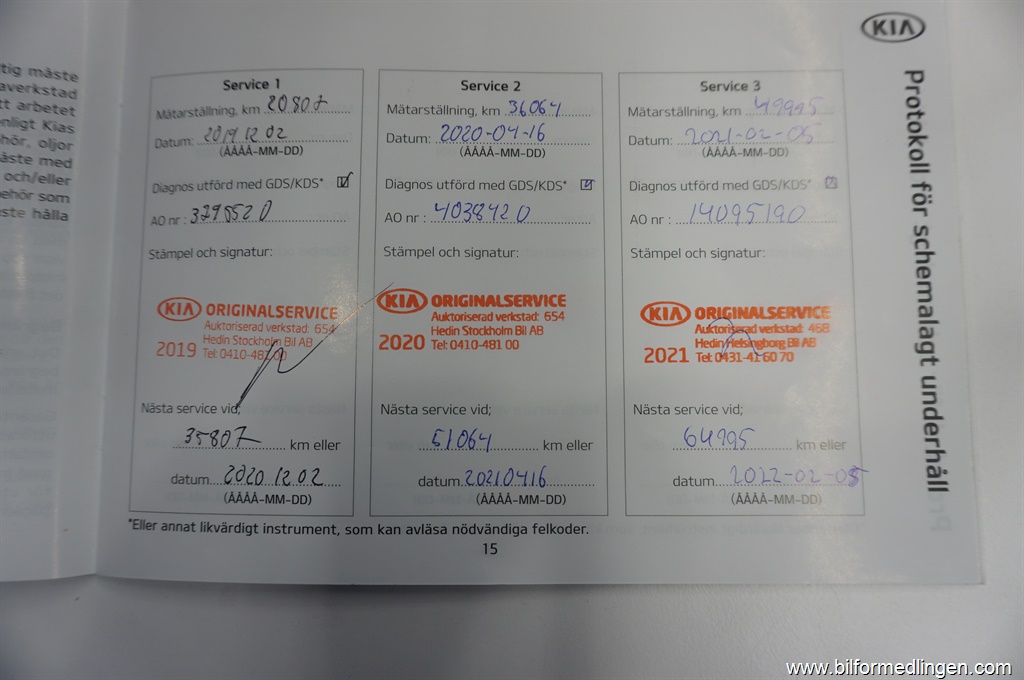 KIA
Protokoll för schemalagt underhåll
tig måste
averkstad
tt arbetet
enligt Kias
hör, oljor
åste med
och/eller
behör som
ste hålla
Service 1
Mätarställning, km 20807
Datum: 2019 12 02
(ÅÅÅÅ-MM-DD)
Diagnos utförd med GDS/KDS*
AO nr: 3295520
Stämpel och signatur:
KIA ORIGINALSERVICE
Auktoriserad verkstad: 654
Hedin Stockholm Bil AB
2019 Tel: 0410-481 00
Nästa service vid;
35807 km eller
datum 2020 12 02
(ÅÅÅÅ-MM-DD)
Service 2
Mätarställning, km 36064
Datum: 2020-04-16
(ÅÅÅÅ-MM-DD)
Diagnos utförd med GDS/KDS*
AO nr: 4038420
Stämpel och signatur:
KIA ORIGINALSERVICE
Auktoriserad verkstad: 654
Hedin Stockholm Bil AB
2020 Tel: 0410-481 00
Nästa service vid;
51064 km eller
datum 20210416
(ÅÅÅÅ-MM-DD)
Service 3
Mätarställning, km 49995
Datum: 2021-02-05
(ÅÅÅÅ-MM-DD)
Diagnos utförd med GDS/KDS*
AO nr: 14095190
Stämpel och signatur:
KIA ORIGINALSERVICE
Auktoriserad verkstad: 468
Hedin Helsingborg Bil AB
2021 Tel: 0431-41 60 70
Nästa service vid;
64995 km eller
datum 2022-02-05
(ÅÅÅÅ-MM-DD)
*Eller annat likvärdigt instrument, som kan avläsa nödvändiga felkoder.
15
www.bilformedlingen.com